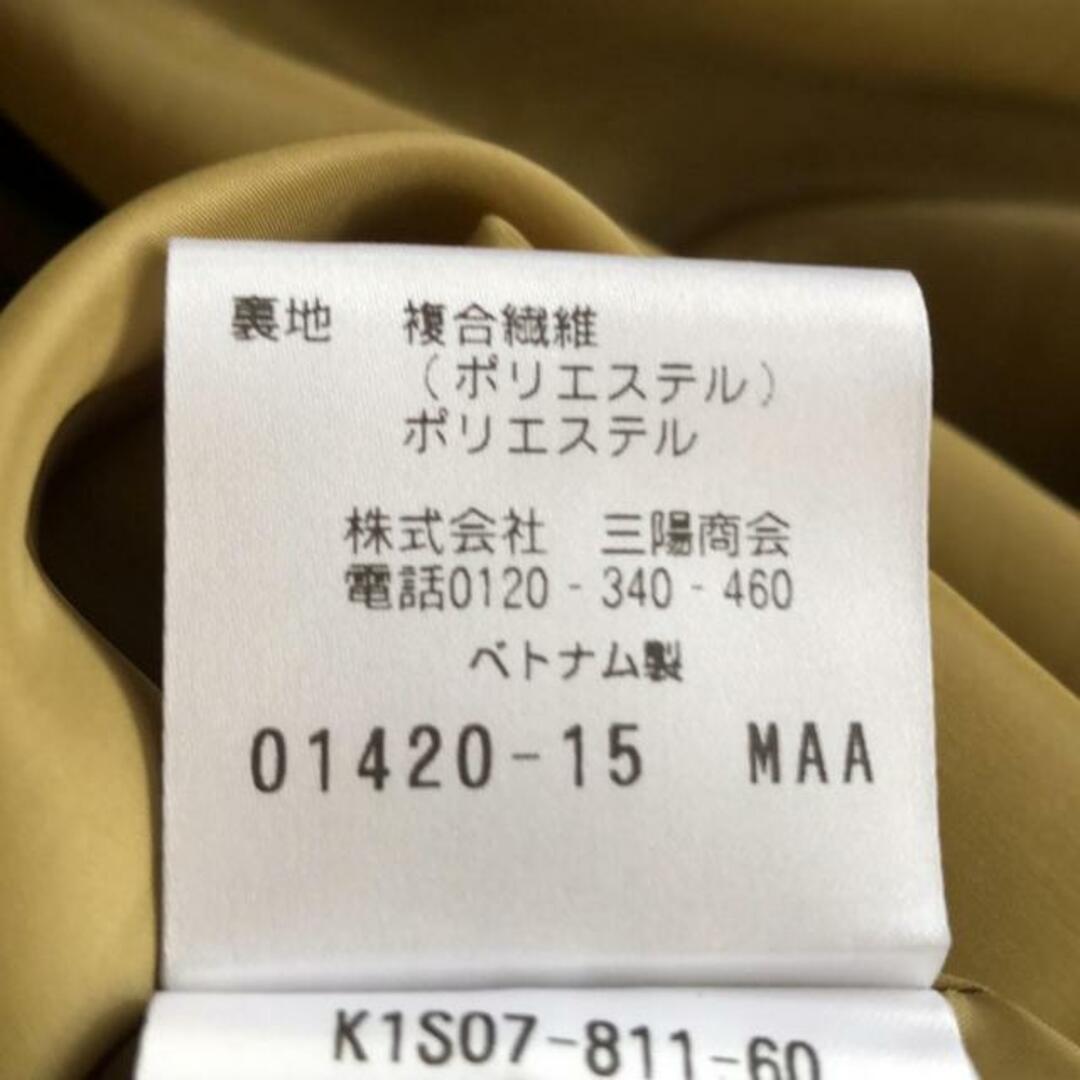 裏地　複合繊維
（ポリエステル）
ポリエステル
株式会社　三陽商会
電話0120-340-460
ベトナム製
01420-15　MAA
K1S07-811-60